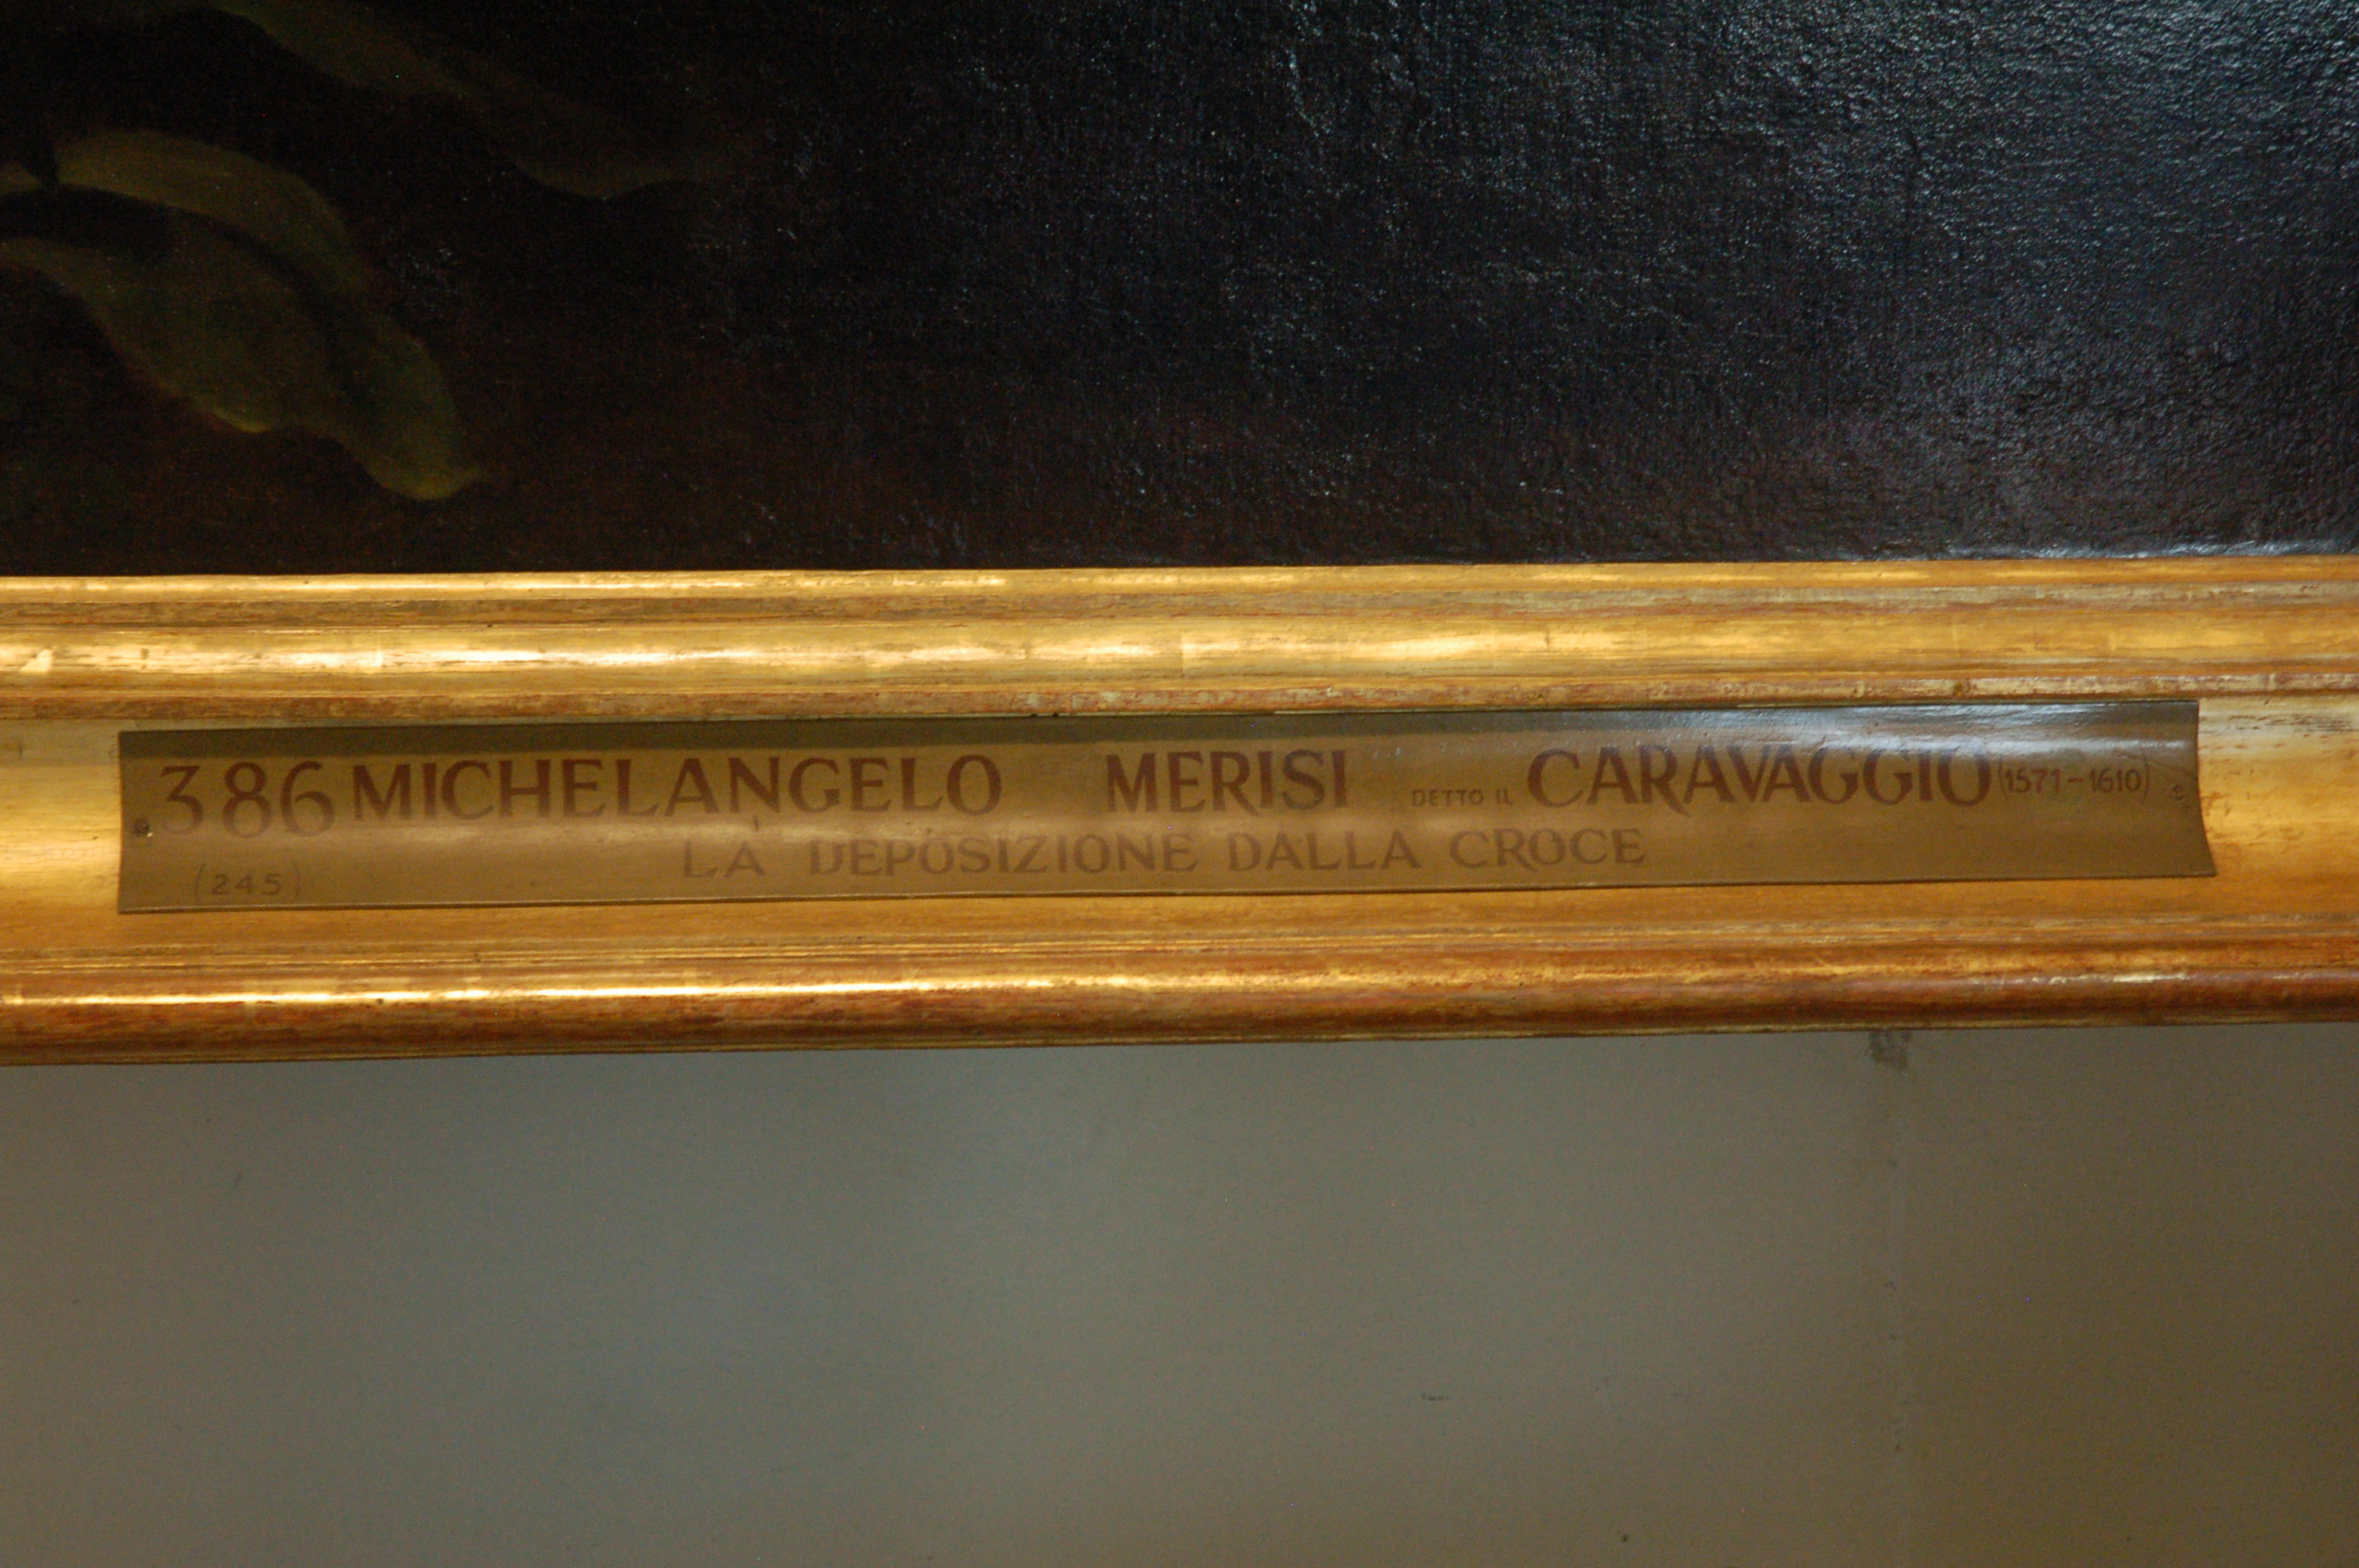 386 MICHELANGELO MERISI DETTO IL CARAVAGGIO (1571-1610)
LA DEPOSIZIONE DALLA CROCE
(245)